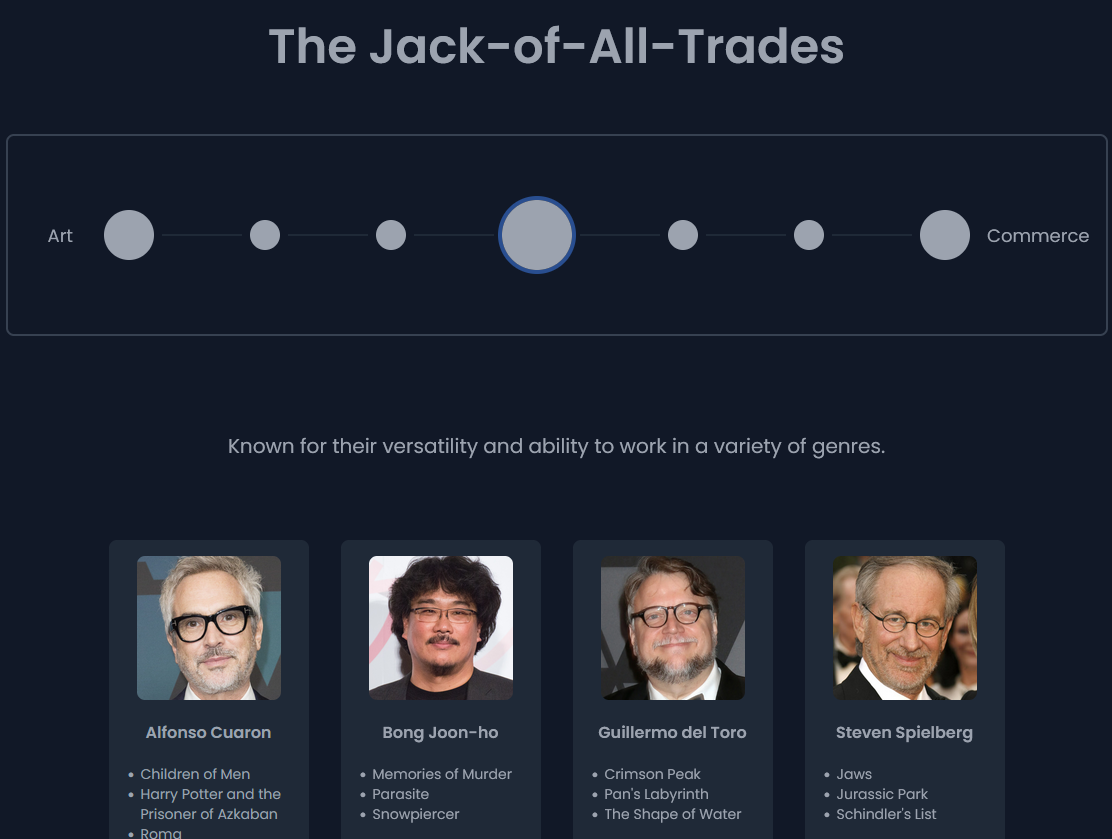 The Jack-of-All-Trades
Art
Commerce
Known for their versatility and ability to work in a variety of genres.
Alfonso Cuaron
Bong Joon-ho
Guillermo del Toro
Steven Spielberg
• Children of Men
• Harry Potter and the
Prisoner of Azkaban
• Roma
• Memories of Murder
• Parasite
• Snowpiercer
• Crimson Peak
• Pan's Labyrinth
• The Shape of Water
• Jaws
• Jurassic Park
• Schindler's List